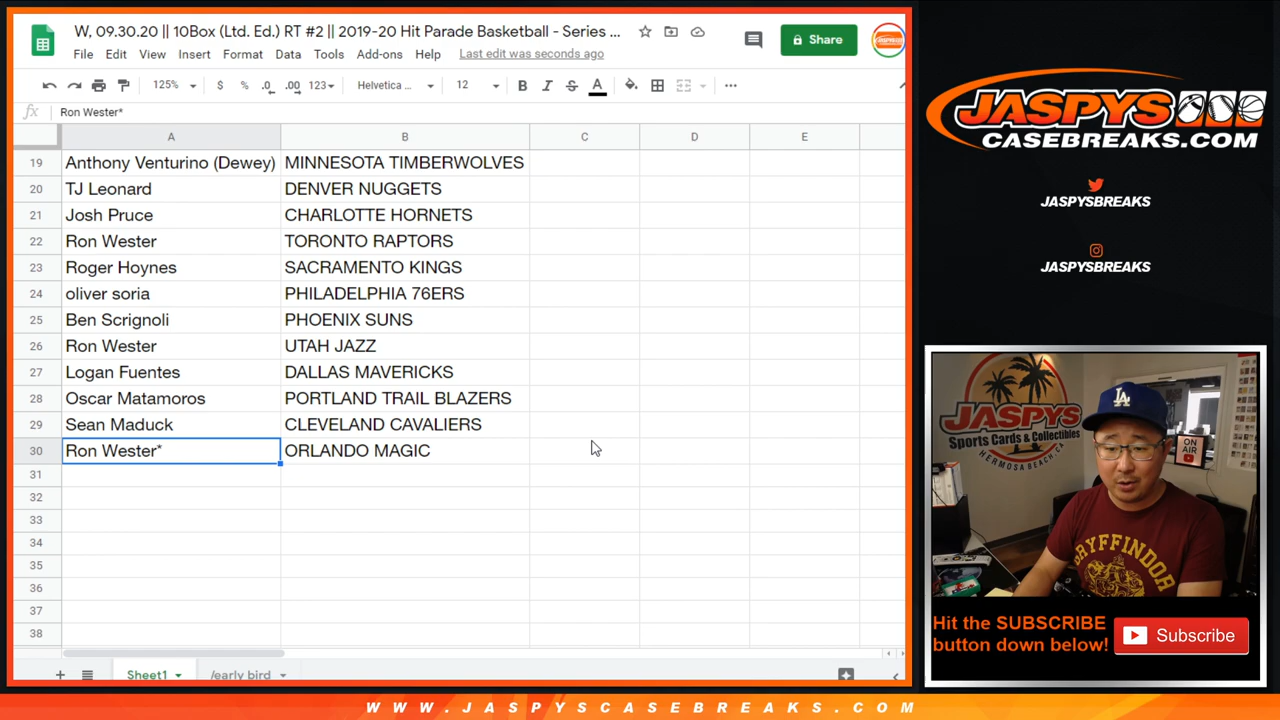 W, 09.30.20 || 10Box (Ltd. Ed.) RT #2 || 2019-20 Hit Parade Basketball - Series ...
File Edit View Insert Format Data Tools Add-ons Help Last edit was seconds ago
Share
125% $ % .0 .00 123 Helvetica ... 12 B I S A
fx Ron Wester*
A B C D E
19 Anthony Venturino (Dewey) MINNESOTA TIMBERWOLVES
20 TJ Leonard DENVER NUGGETS
21 Josh Pruce CHARLOTTE HORNETS
22 Ron Wester TORONTO RAPTORS
23 Roger Hoynes SACRAMENTO KINGS
24 oliver soria PHILADELPHIA 76ERS
25 Ben Scrignoli PHOENIX SUNS
26 Ron Wester UTAH JAZZ
27 Logan Fuentes DALLAS MAVERICKS
28 Oscar Matamoros PORTLAND TRAIL BLAZERS
29 Sean Maduck CLEVELAND CAVALIERS
30 Ron Wester* ORLANDO MAGIC
31
32
33
34
35
36
37
38
Sheet1 /early bird
JASPYS
CASEBREAKS.COM
JASPYSBREAKS
JASPYSBREAKS
JASPYS
Sports Cards & Collectibles
HERMOSA BEACH, CA
LA
ON AIR
GRYFFINDOR
Hit the SUBSCRIBE
button down below!
Subscribe
WWW.JASPYSCASEBREAKS.COM